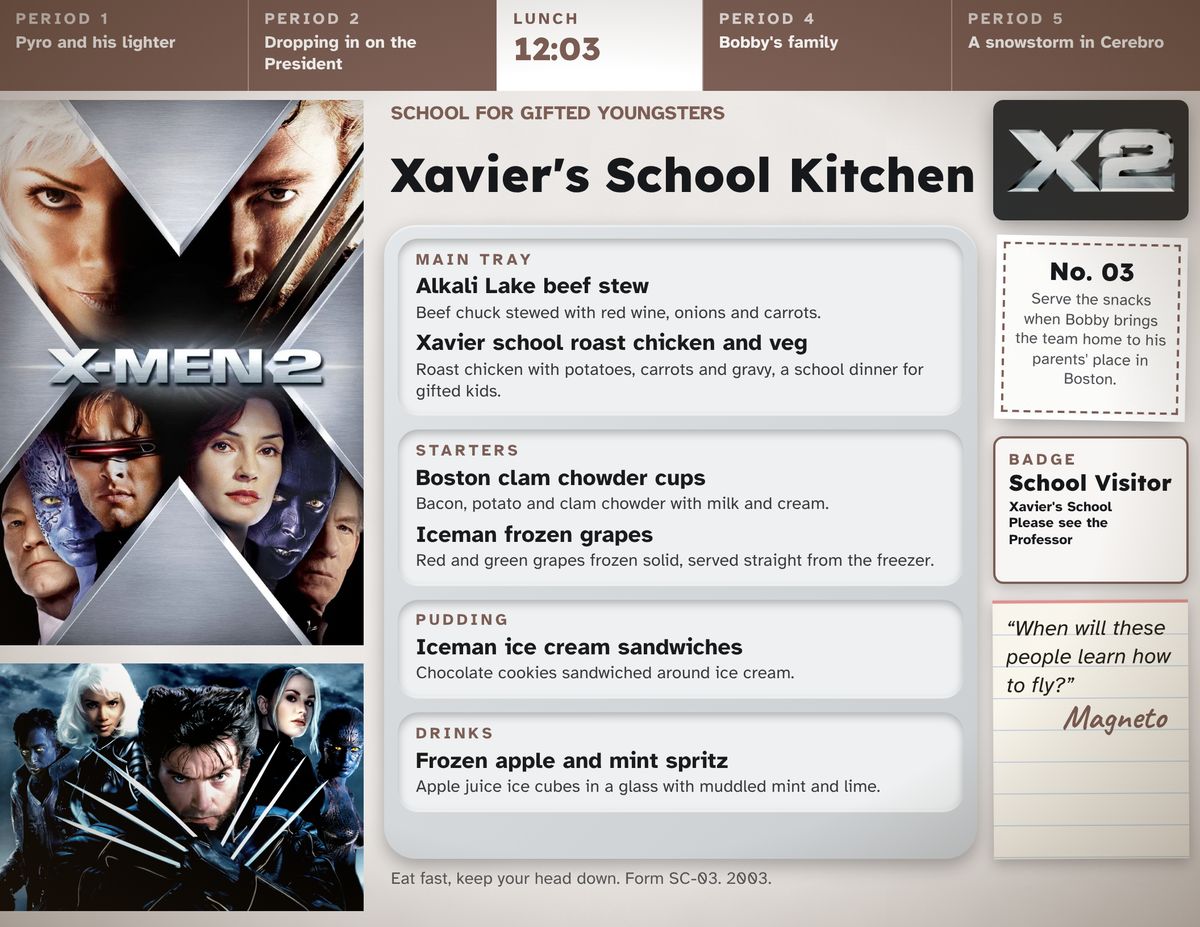 PERIOD 1
Pyro and his lighter
PERIOD 2
Dropping in on the
President
LUNCH
12:03
PERIOD 4
Bobby's family
PERIOD 5
A snowstorm in Cerebro
X-MEN 2
SCHOOL FOR GIFTED YOUNGSTERS
Xavier's School Kitchen
MAIN TRAY
Alkali Lake beef stew
Beef chuck stewed with red wine, onions and carrots.
Xavier school roast chicken and veg
Roast chicken with potatoes, carrots and gravy, a school dinner for
gifted kids.
STARTERS
Boston clam chowder cups
Bacon, potato and clam chowder with milk and cream.
Iceman frozen grapes
Red and green grapes frozen solid, served straight from the freezer.
PUDDING
Iceman ice cream sandwiches
Chocolate cookies sandwiched around ice cream.
DRINKS
Frozen apple and mint spritz
Apple juice ice cubes in a glass with muddled mint and lime.
Eat fast, keep your head down. Form SC-03. 2003.
X2
No. 03
Serve the snacks
when Bobby brings
the team home to his
parents' place in
Boston.
BADGE
School Visitor
Xavier's School
Please see the
Professor
“When will these
people learn how
to fly?”
Magneto